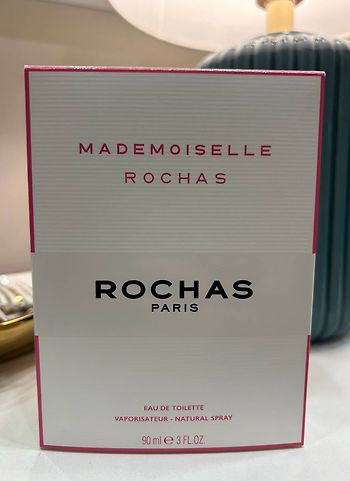 MADEMOISELLE
ROCHAS
ROCHAS
PARIS
EAU DE TOILETTE
VAPORISATEUR - NATURAL SPRAY
90 ml ℮ 3 FL.OZ.